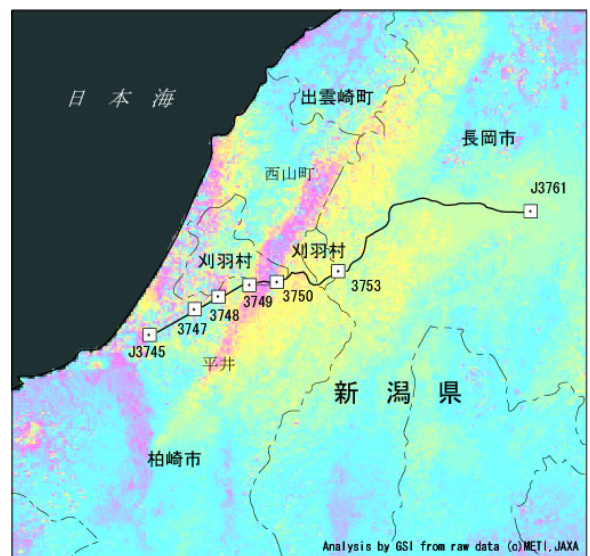 日本海
出雲崎町
長岡市
西山町
J3761
刈羽村
刈羽村
3753
3750
3749
3748
3747
J3745
平井
新潟県
柏崎市
Analysis by GSI from raw data (c)METI,JAXA